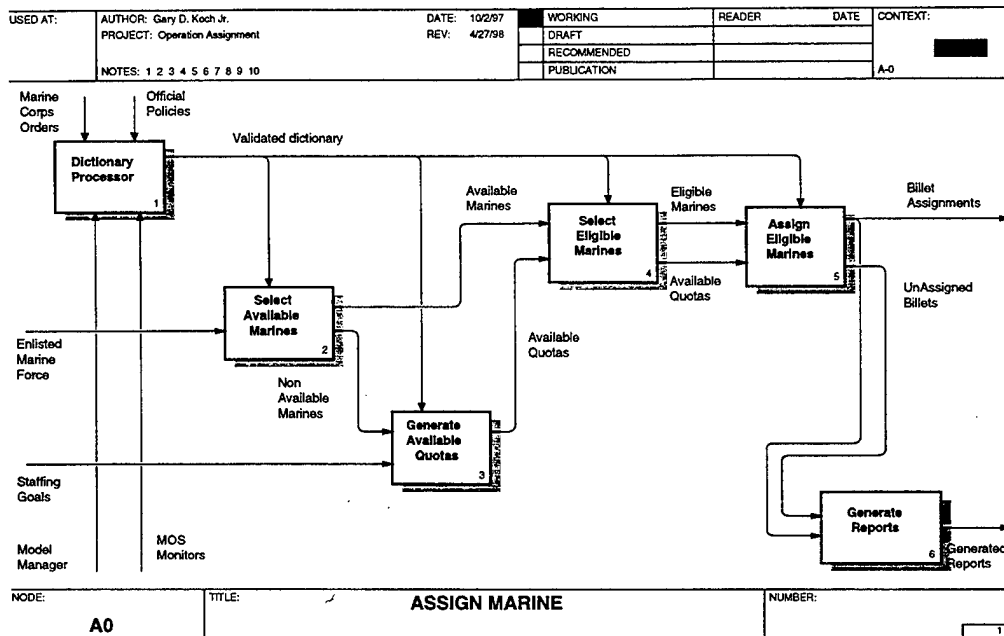 USED AT:
AUTHOR: Gary D. Koch Jr.
DATE: 10/2/97
WORKING
READER
DATE
CONTEXT:
PROJECT: Operation Assignment
REV: 4/27/98
DRAFT
RECOMMENDED
NOTES: 1 2 3 4 5 6 7 8 9 10
PUBLICATION
A-0
Marine
Corps
Orders
Official
Policies
Validated dictionary
Dictionary
Processor
1
Available
Marines
Eligible
Marines
Billet
Assignments
Select
Eligible
Marines
4
Assign
Eligible
Marines
5
Available
Quotas
UnAssigned
Billets
Select
Available
Marines
2
Enlisted
Marine
Force
Available
Quotas
Non
Available
Marines
Generate
Available
Quotas
3
Staffing
Goals
Generate
Reports
6
Generated
Reports
Model
Manager
MOS
Monitors
NODE:
A0
TITLE:
ASSIGN MARINE
NUMBER:
1